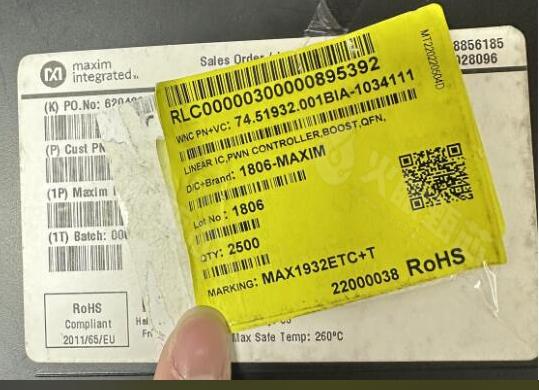 maxim
integrated™
Sales Order
8856185
028096
(K) PO.No:
(P) Cust PN
(1P) Maxim
(1T) Batch:
RoHS
Compliant
2011/65/EU
Max Safe Temp: 260°C
RLC00000300000895392
WNC PN+VC: 74.51932.001BIA-1034111
LINEAR IC,PWN CONTROLLER,BOOST,QFN,
D/C+Brand: 1806-MAXIM
Lot No : 1806
QTY: 2500
MARKING: MAX1932ETC+T
22000038 RoHS